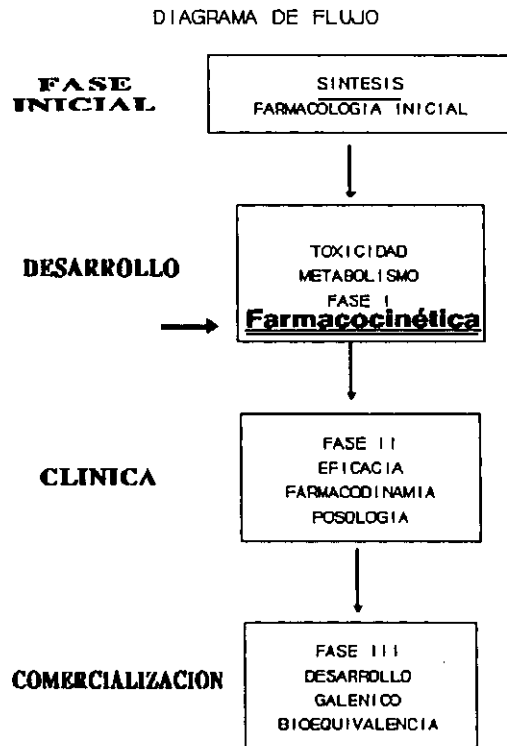 DIAGRAMA DE FLUJO
FASE
INICIAL
SINTESIS
FARMACOLOGIA INICIAL
DESARROLLO
TOXICIDAD
METABOLISMO
FASE I
Farmacocinética
CLINICA
FASE II
EFICACIA
FARMACODINAMIA
POSOLOGIA
COMERCIALIZACION
FASE III
DESARROLLO
GALENICO
BIOEQUIVALENCIA